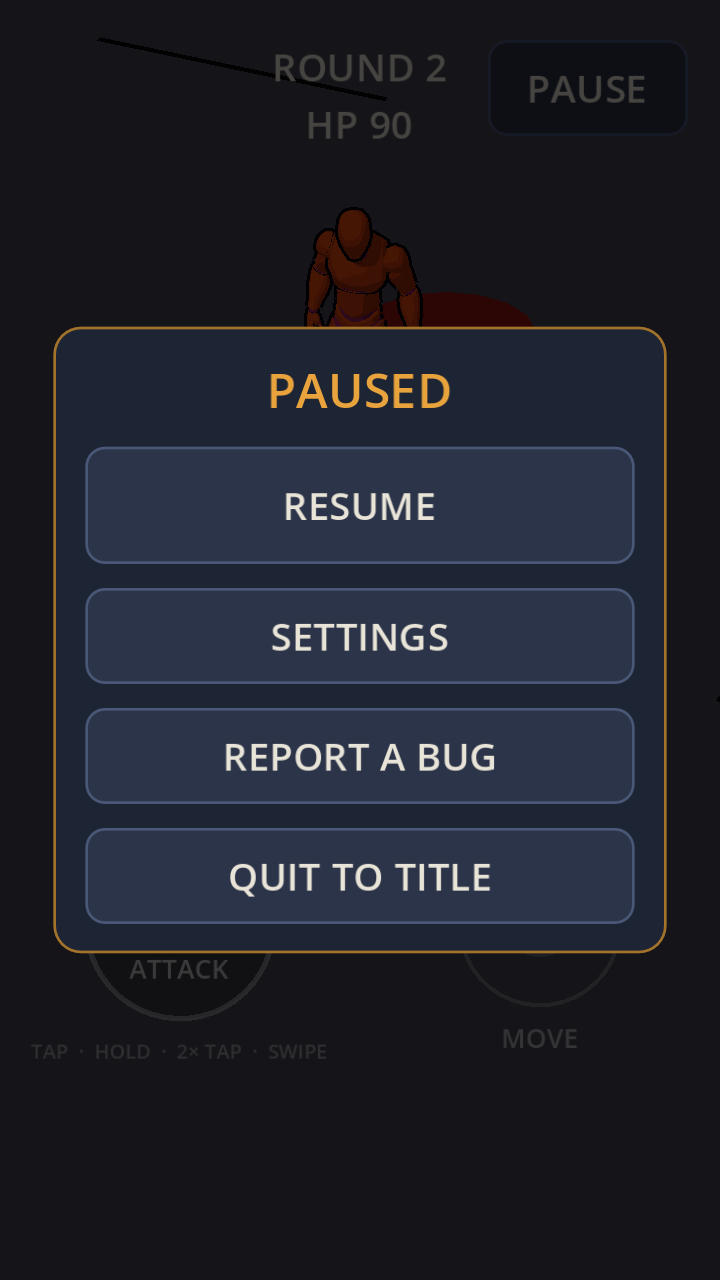 ROUND 2
HP 90
PAUSE
PAUSED
RESUME
SETTINGS
REPORT A BUG
QUIT TO TITLE
ATTACK
TAP · HOLD · 2× TAP · SWIPE
MOVE